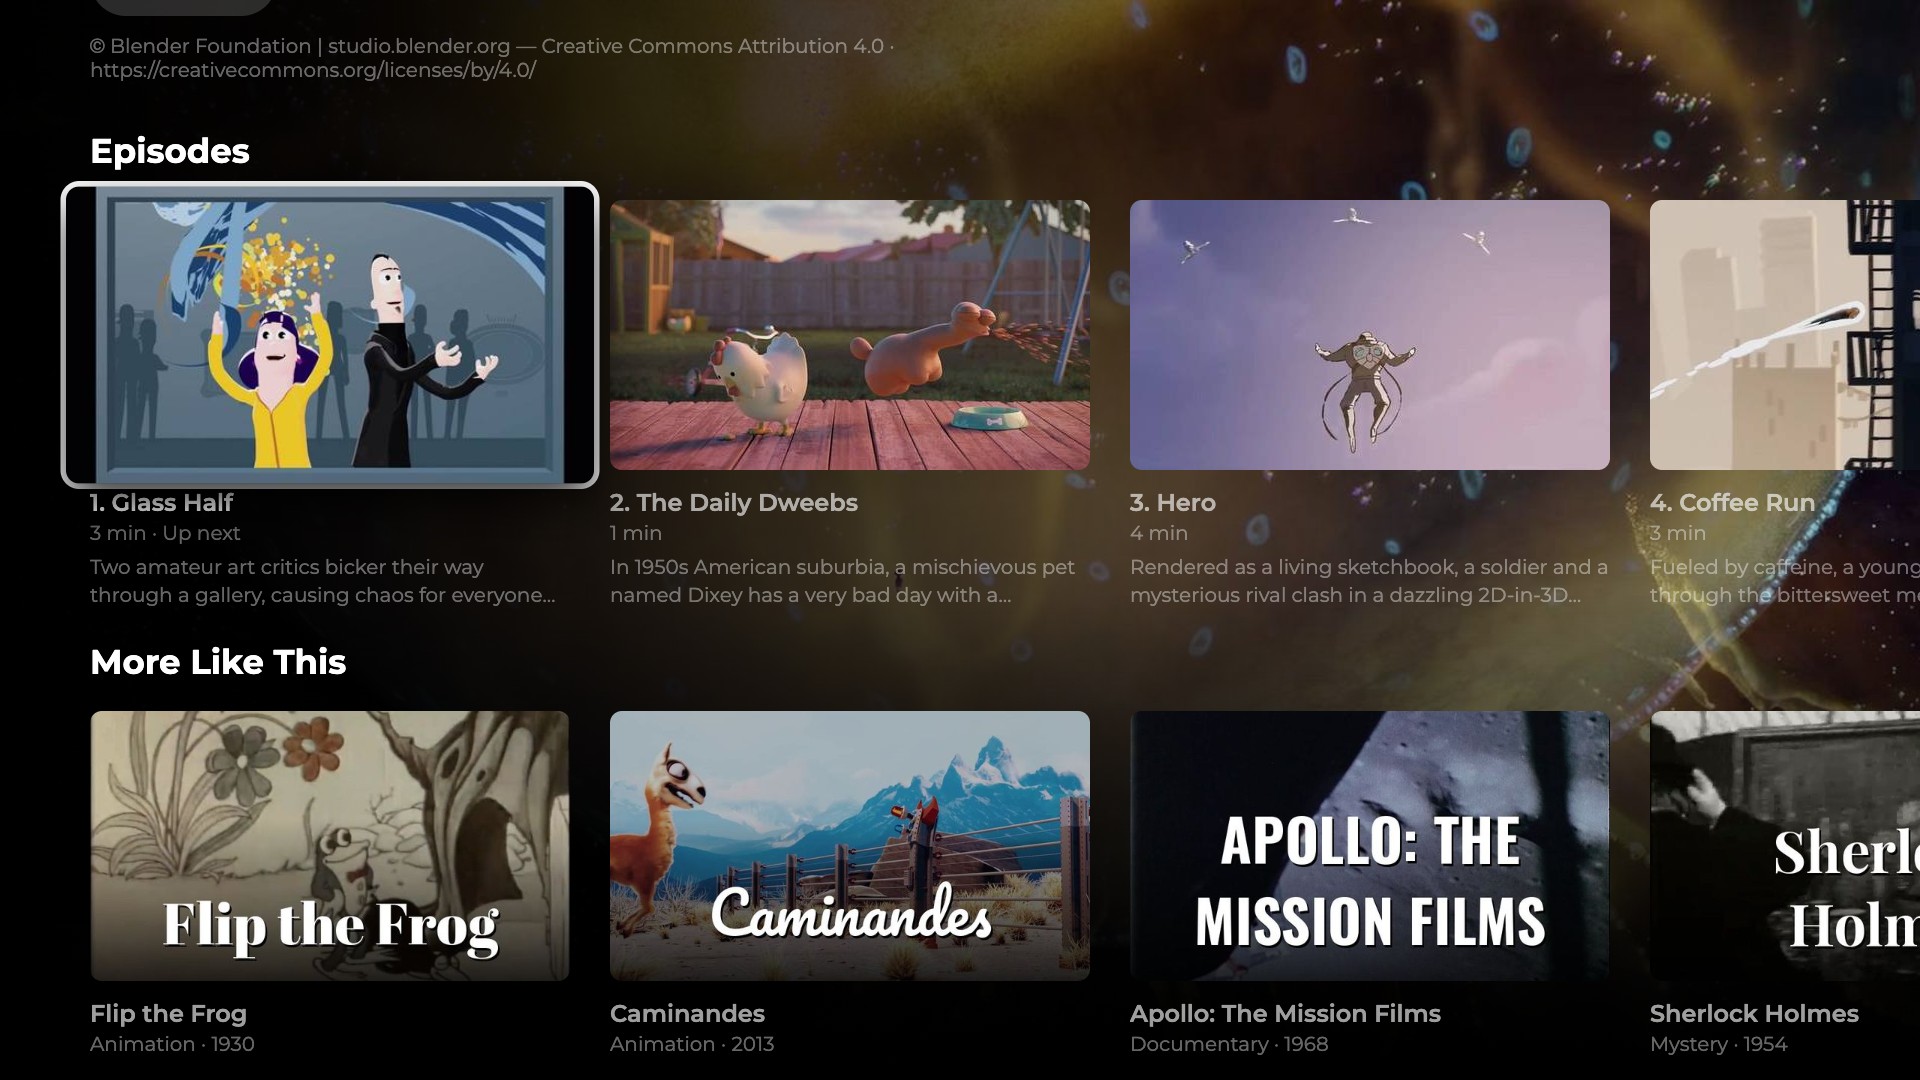 © Blender Foundation | studio.blender.org — Creative Commons Attribution 4.0 ·
https://creativecommons.org/licenses/by/4.0/
Episodes
1. Glass Half
3 min · Up next
Two amateur art critics bicker their way
through a gallery, causing chaos for everyone...
2. The Daily Dweebs
1 min
In 1950s American suburbia, a mischievous pet
named Dixey has a very bad day with a...
3. Hero
4 min
Rendered as a living sketchbook, a soldier and a
mysterious rival clash in a dazzling 2D-in-3D...
4. Coffee Run
3 min
Fueled by caffeine, a young
through the bittersweet
More Like This
Flip the Frog
Flip the Frog
Animation · 1930
Caminandes
Caminandes
Animation · 2013
APOLLO: THE
MISSION FILMS
Apollo: The Mission Films
Documentary · 1968
Sherlock Holmes
Mystery · 1954